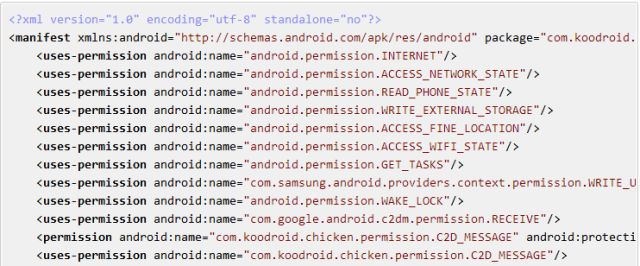 <?xml version="1.0" encoding="utf-8" standalone="no"?>
<manifest xmlns:android="http://schemas.android.com/apk/res/android" package="com.koodroid.
<uses-permission android:name="android.permission.INTERNET"/>
<uses-permission android:name="android.permission.ACCESS_NETWORK_STATE"/>
<uses-permission android:name="android.permission.READ_PHONE_STATE"/>
<uses-permission android:name="android.permission.WRITE_EXTERNAL_STORAGE"/>
<uses-permission android:name="android.permission.ACCESS_FINE_LOCATION"/>
<uses-permission android:name="android.permission.ACCESS_WIFI_STATE"/>
<uses-permission android:name="android.permission.GET_TASKS"/>
<uses-permission android:name="com.samsung.android.providers.context.permission.WRITE_U
<uses-permission android:name="android.permission.WAKE_LOCK"/>
<uses-permission android:name="com.google.android.c2dm.permission.RECEIVE"/>
<permission android:name="com.koodroid.chicken.permission.C2D_MESSAGE" android:protecti
<uses-permission android:name="com.koodroid.chicken.permission.C2D_MESSAGE"/>